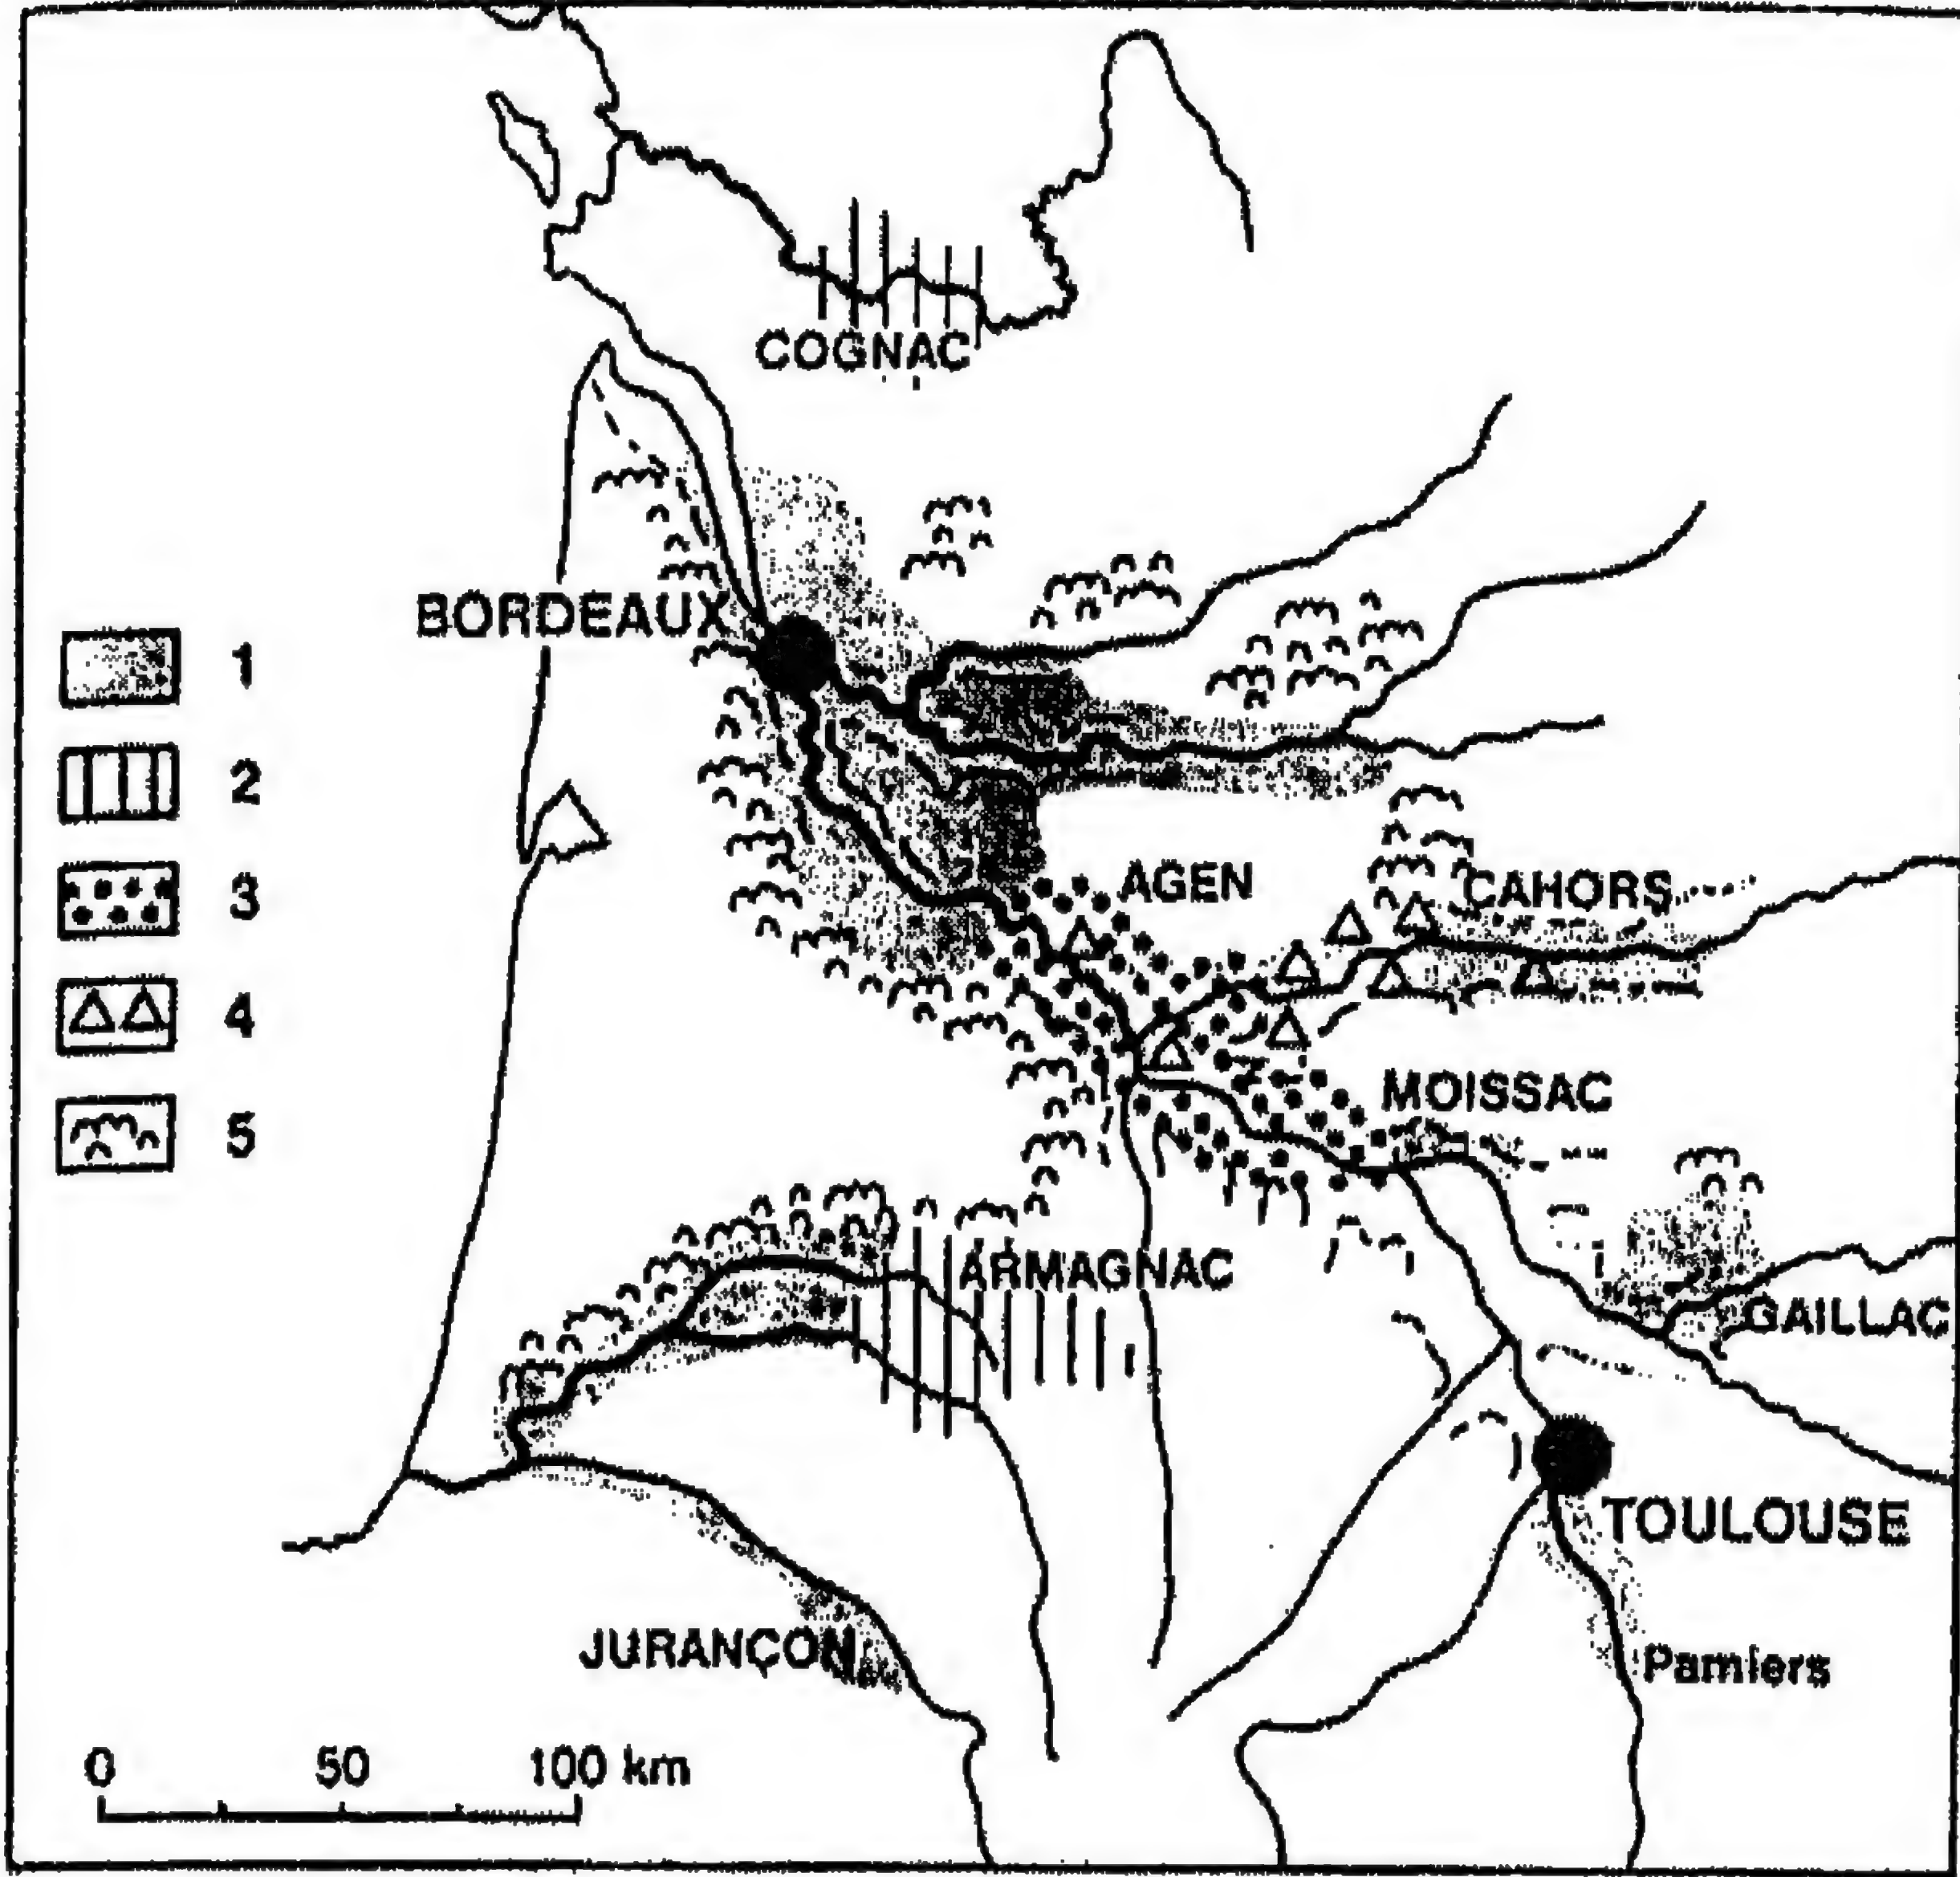 COGNAC
BORDEAUX
1
2
3
4
5
AGEN
CAHORS
MOISSAC
ARMAGNAC
GAILLAC
TOULOUSE
JURANÇON
Pamiers
0 50 100 km